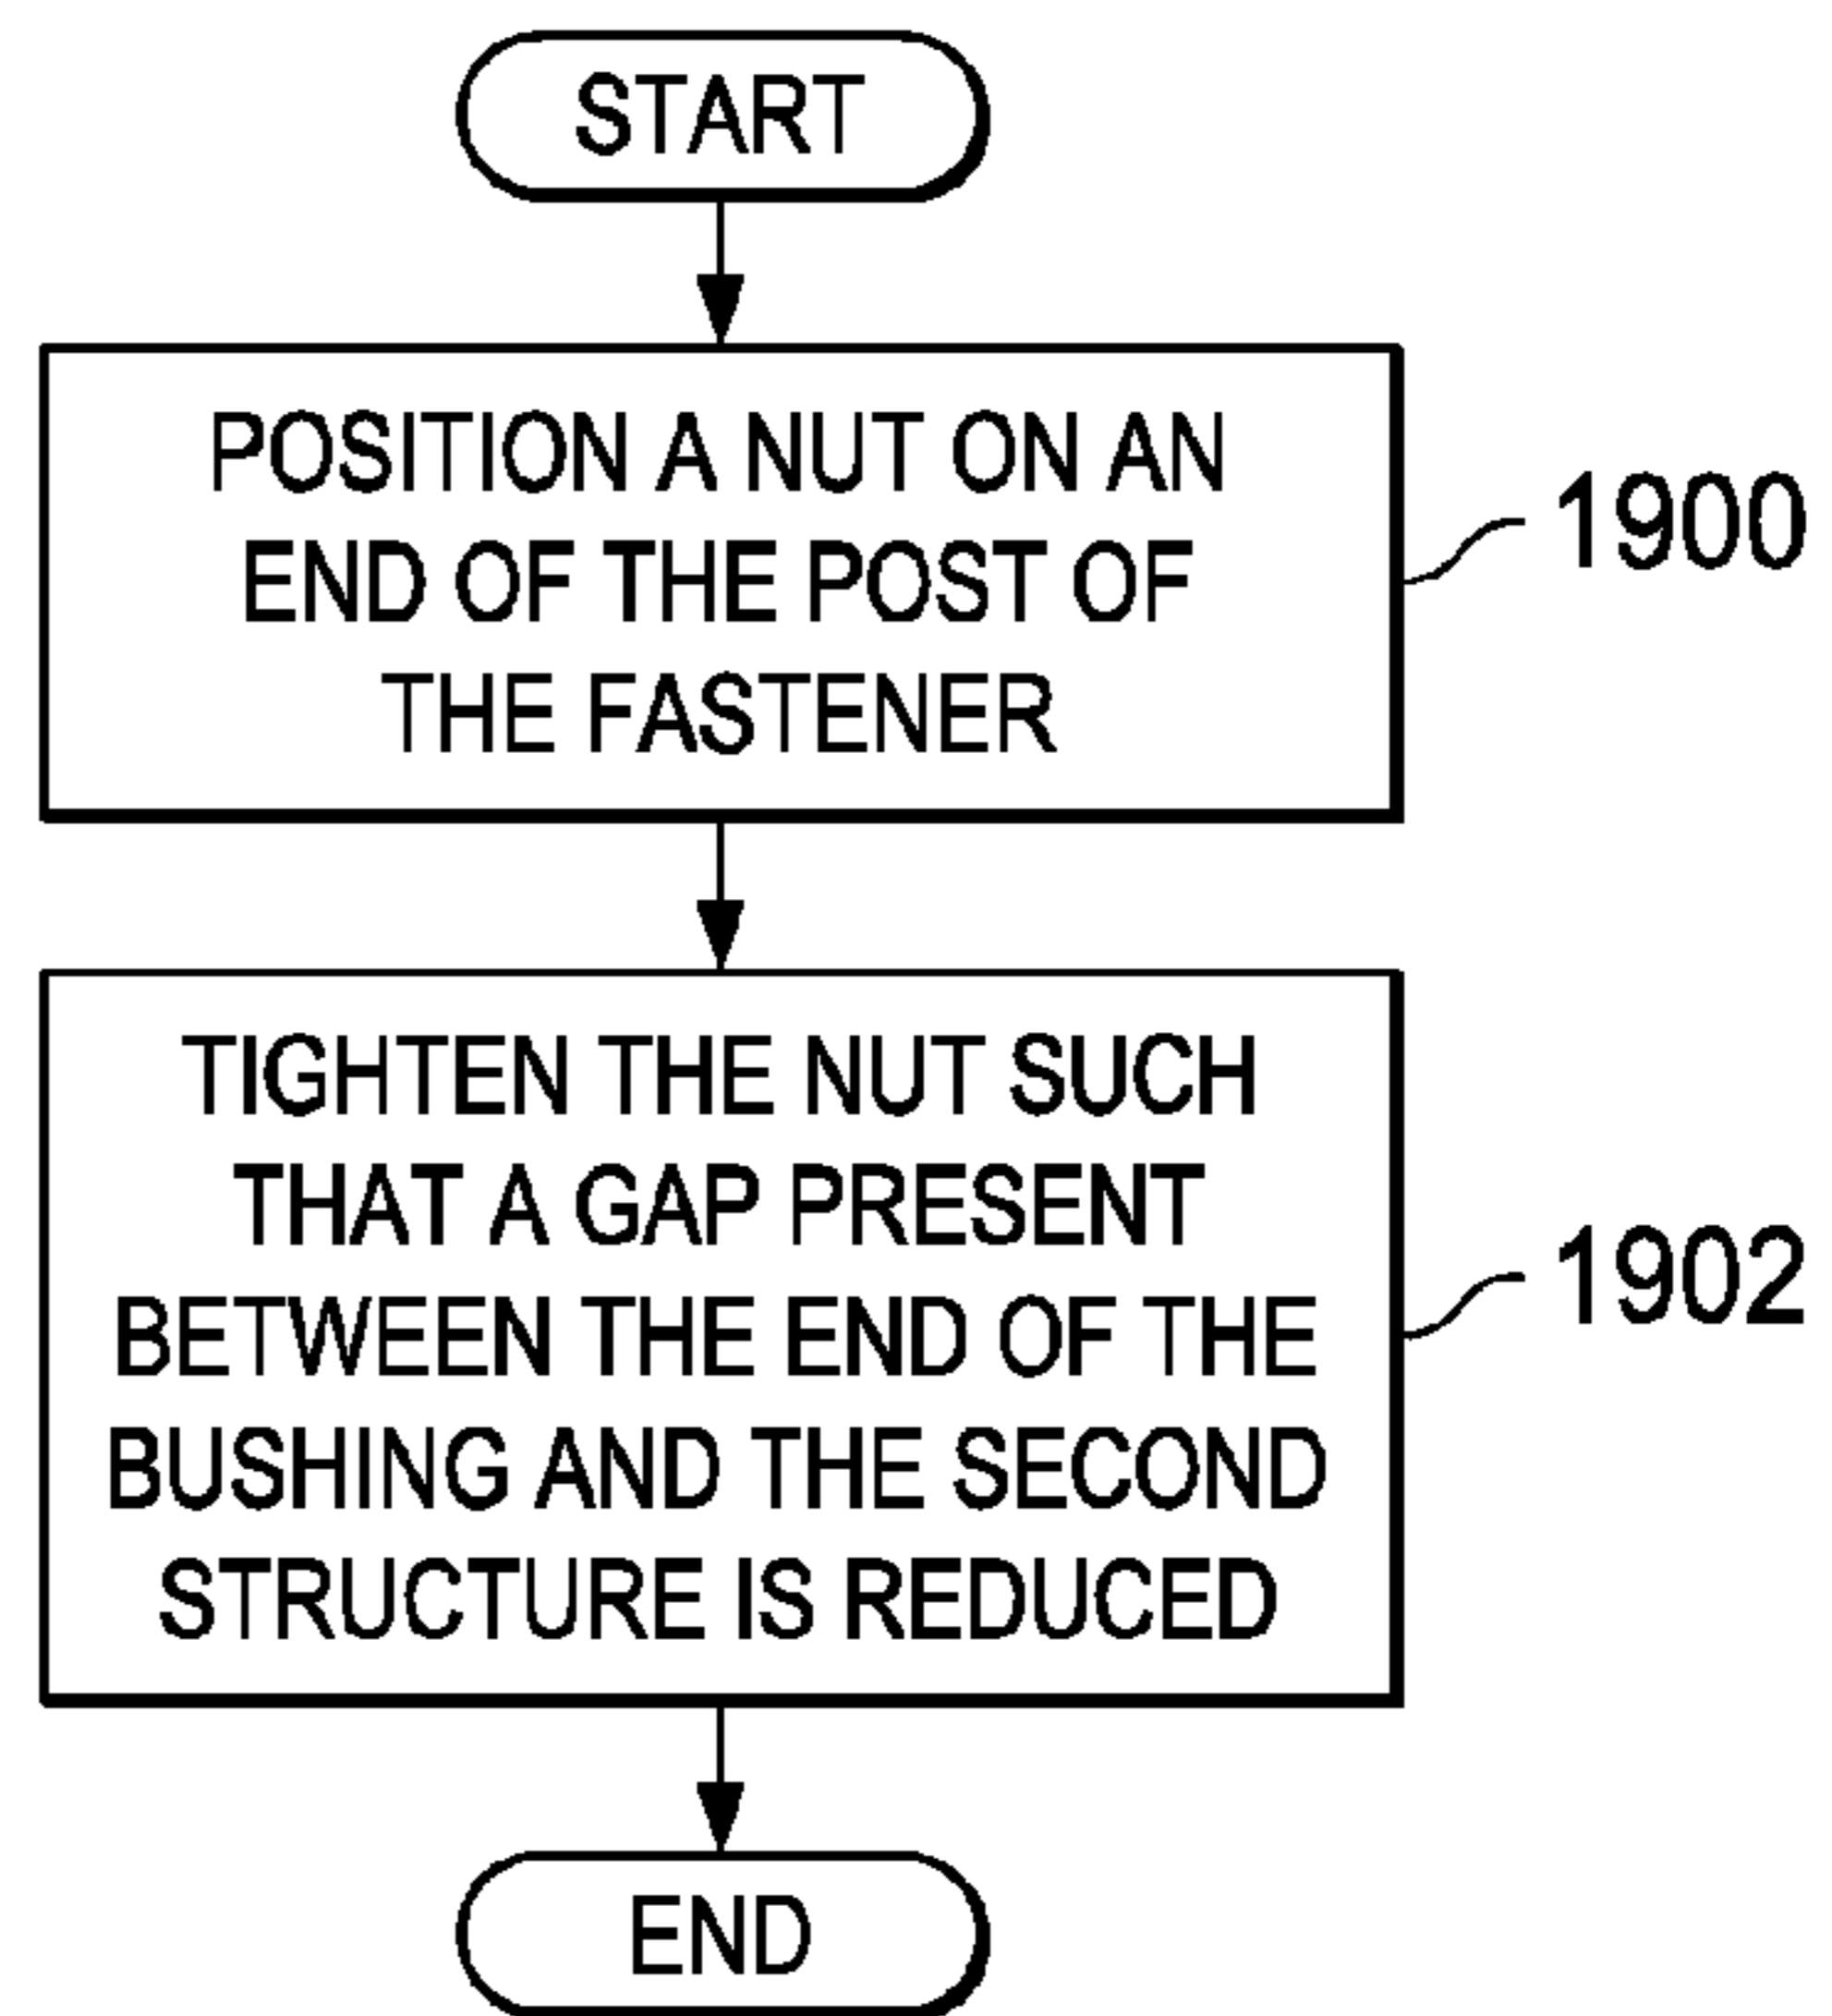 START
POSITION A NUT ON AN
END OF THE POST OF
THE FASTENER
1900
TIGHTEN THE NUT SUCH
THAT A GAP PRESENT
BETWEEN THE END OF THE
BUSHING AND THE SECOND
STRUCTURE IS REDUCED
1902
END